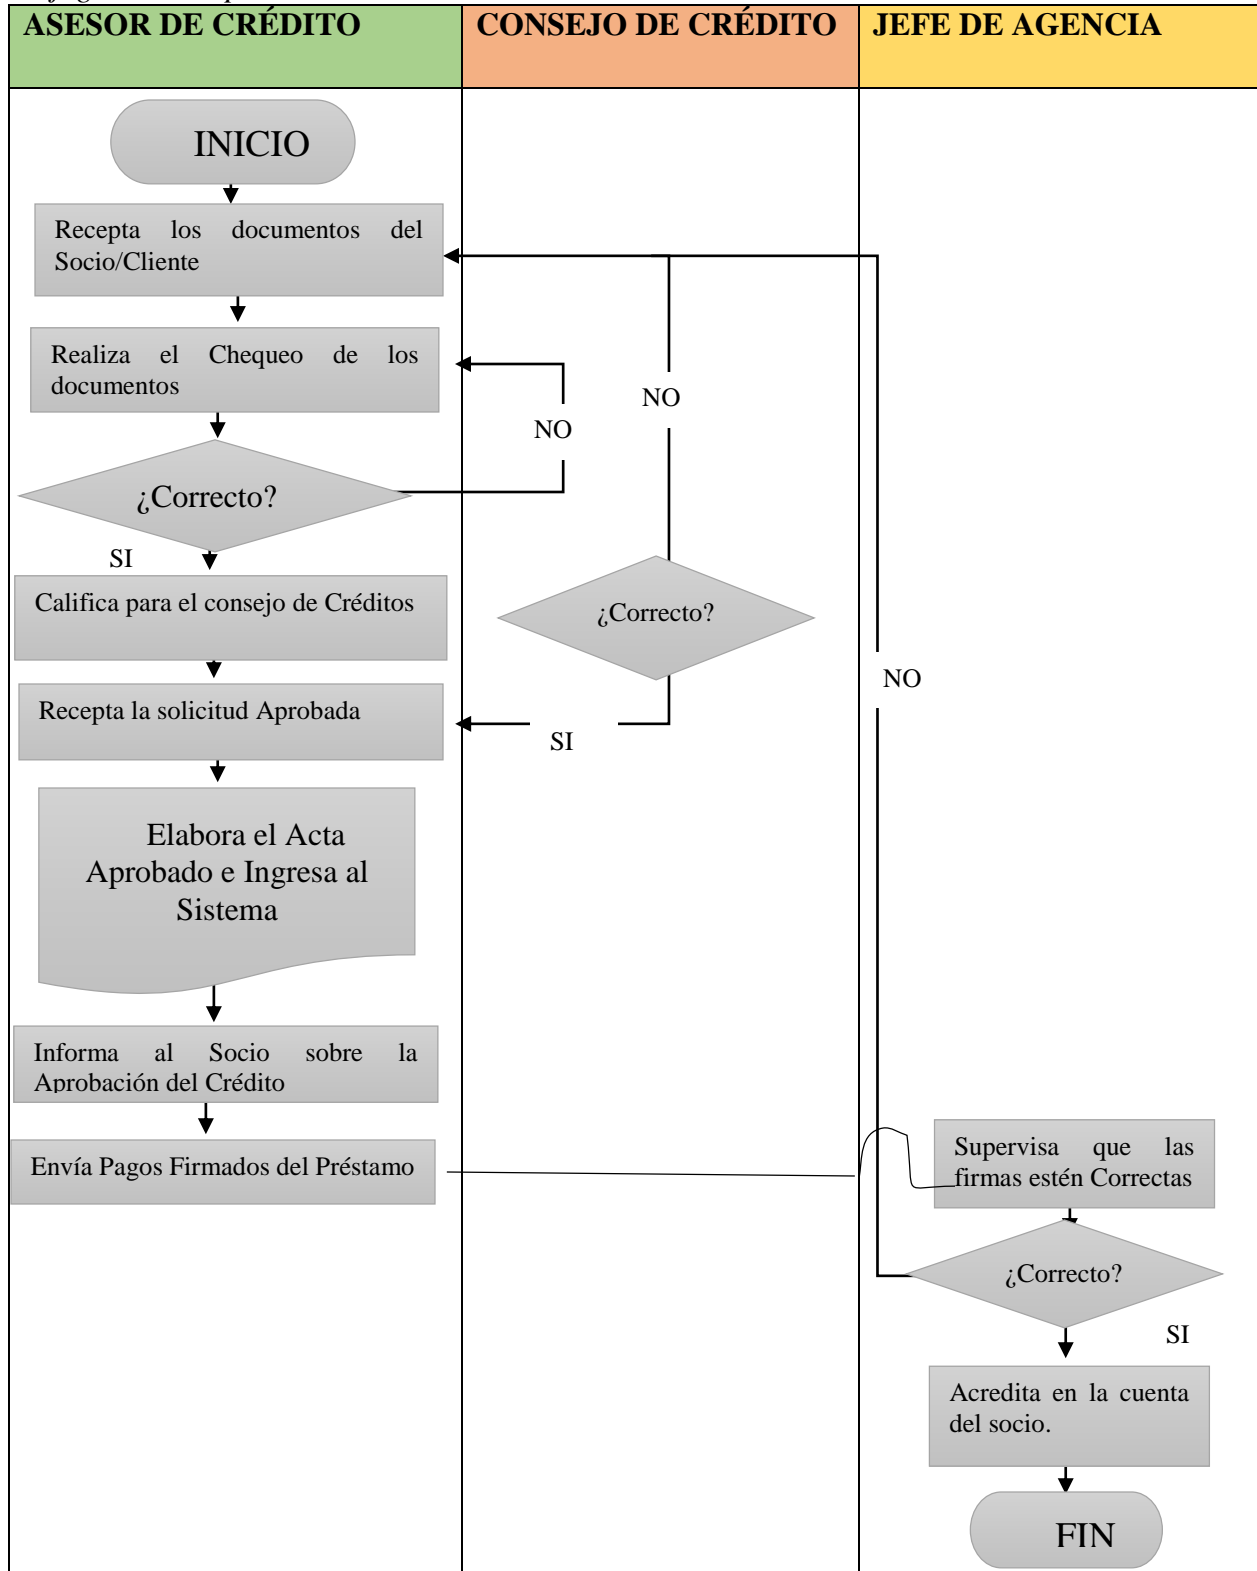 ASESOR DE CRÉDITO
CONSEJO DE CRÉDITO
JEFE DE AGENCIA
INICIO
Recepta los documentos del
Socio/Cliente
Realiza el Chequeo de los
documentos
NO
NO
¿Correcto?
SI
Califica para el consejo de Créditos
¿Correcto?
NO
Recepta la solicitud Aprobada
SI
Elabora el Acta
Aprobado e Ingresa al
Sistema
Informa al Socio sobre la
Aprobación del Crédito
Envía Pagos Firmados del Préstamo
Supervisa que las
firmas estén Correctas
¿Correcto?
SI
Acredita en la cuenta
del socio.
FIN